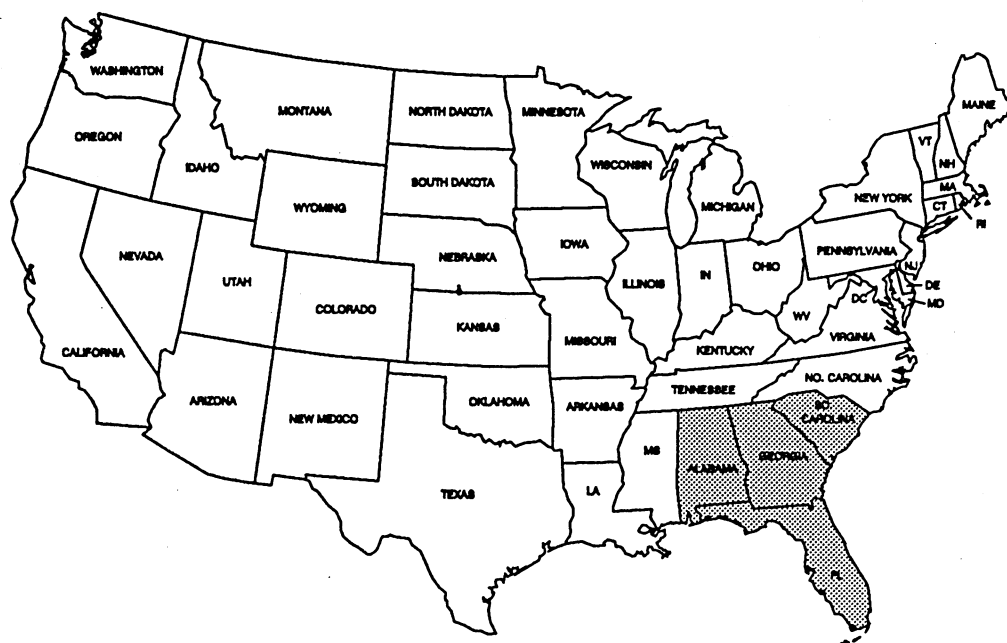 WASHINGTON
MONTANA
NORTH DAKOTA
MINNESOTA
MAINE
OREGON
IDAHO
WYOMING
SOUTH DAKOTA
WISCONSIN
MICHIGAN
NEW YORK
VT
NH
MA
CT
RI
NEVADA
UTAH
COLORADO
NEBRASKA
IOWA
ILLINOIS
IN
OHIO
PENNSYLVANIA
NJ
DE
MD
DC
WV
VIRGINIA
CALIFORNIA
KANSAS
MISSOURI
KENTUCKY
ARIZONA
NEW MEXICO
OKLAHOMA
ARKANSAS
TENNESSEE
NO. CAROLINA
SO.
CAROLINA
TEXAS
LA
MS
ALABAMA
GEORGIA
FL